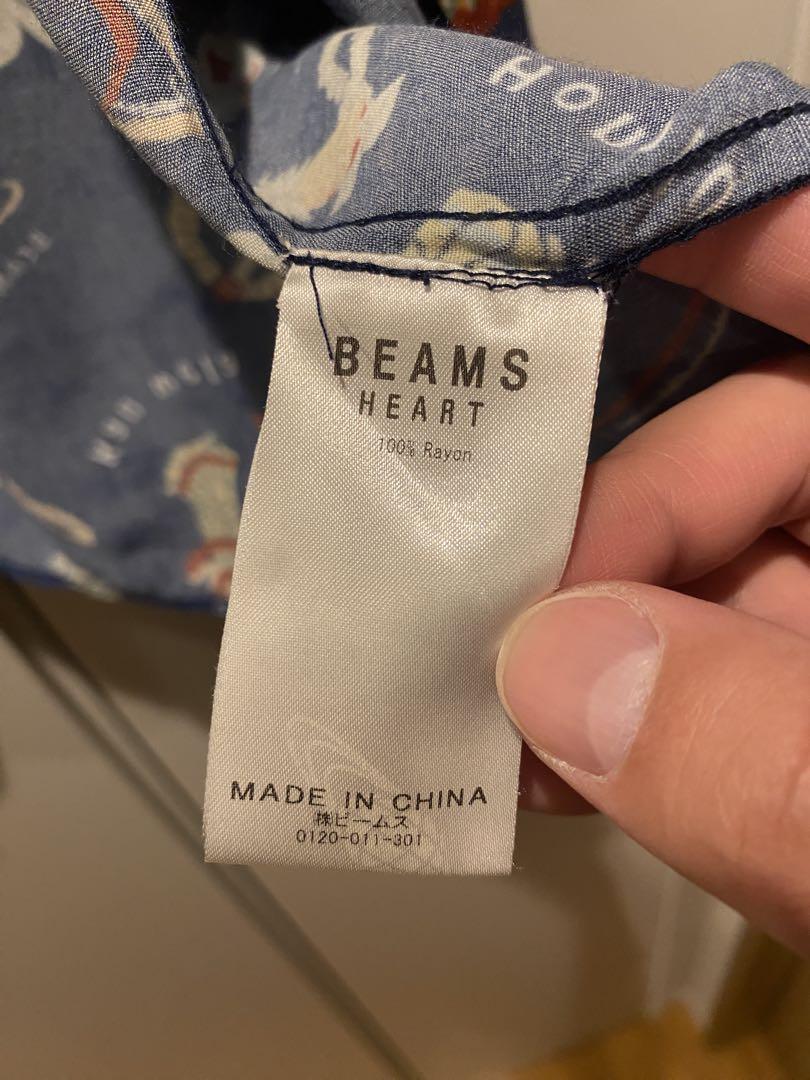 BEAMS
HEART
100% Rayon
MADE IN CHINA
㈱ビームス
0120-011-301